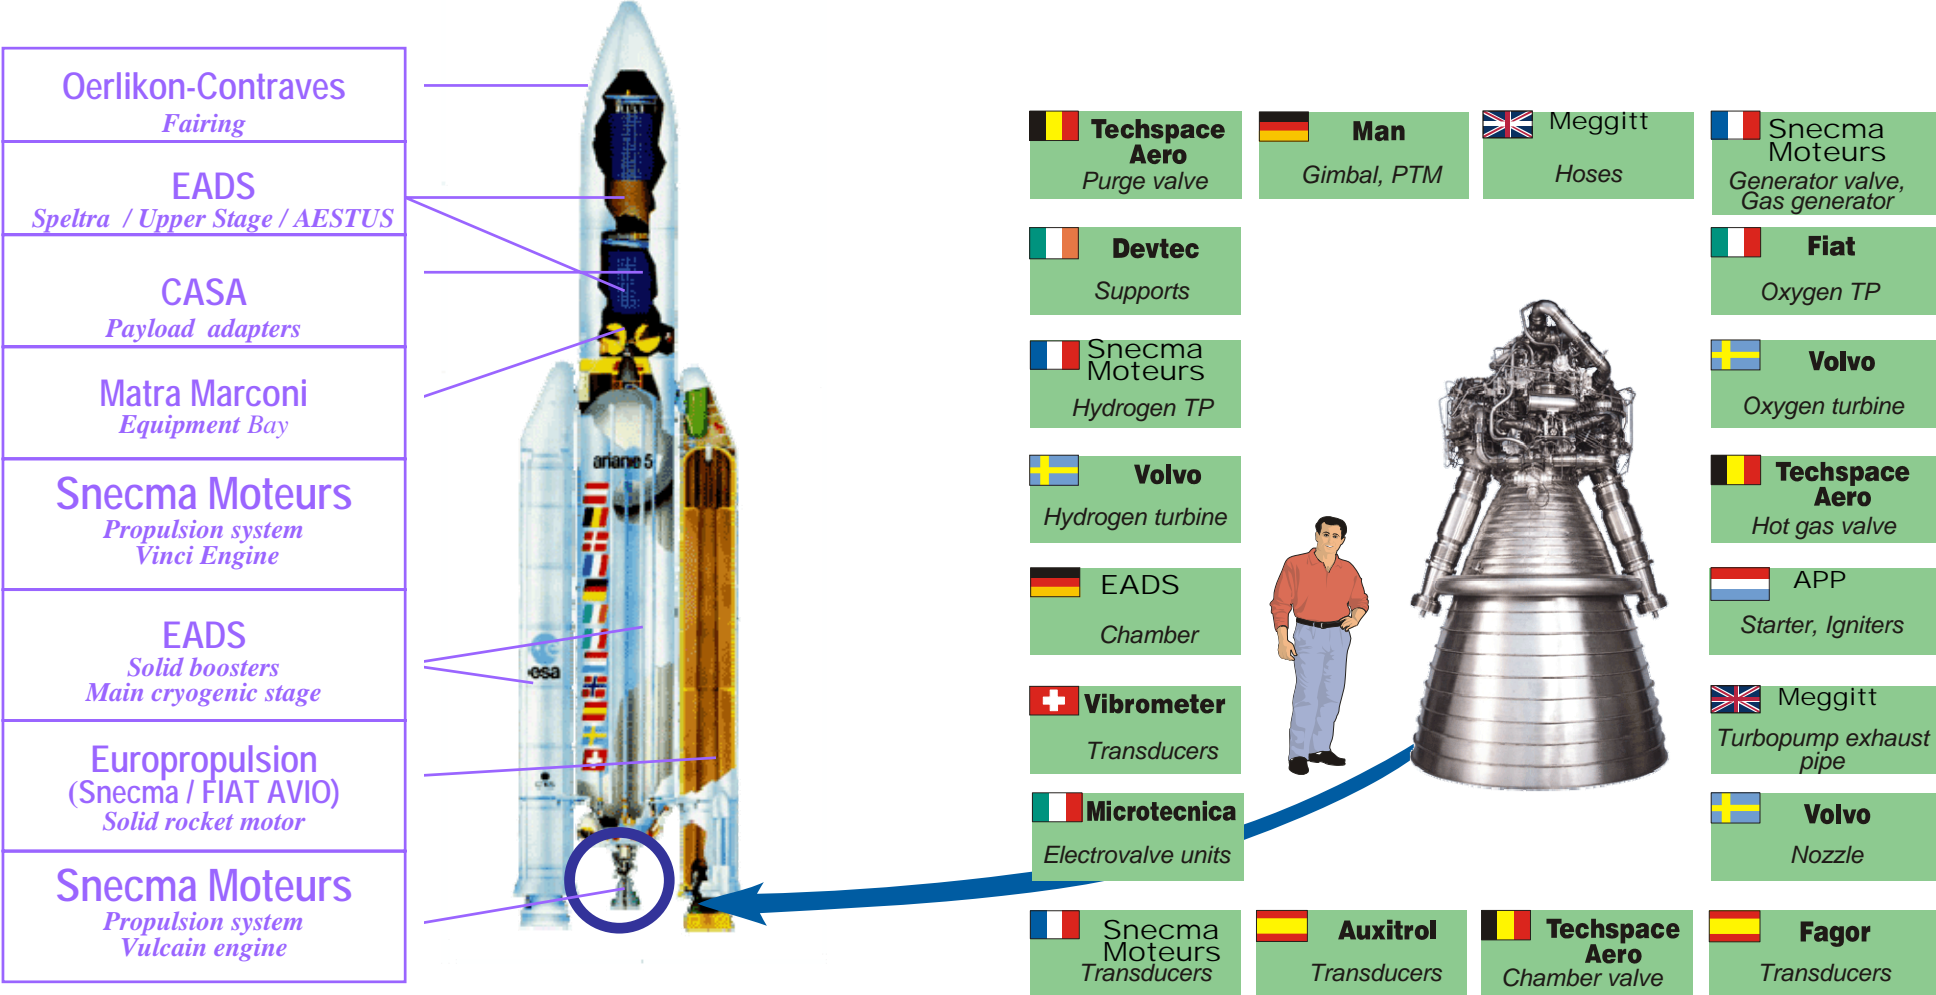 Oerlikon-Contraves
Fairing
EADS
Speltra / Upper Stage / AESTUS
CASA
Payload adapters
Matra Marconi
Equipment Bay
Snecma Moteurs
Propulsion system
Vinci Engine
EADS
Solid boosters
Main cryogenic stage
Europropulsion
(Snecma / FIAT AVIO)
Solid rocket motor
Snecma Moteurs
Propulsion system
Vulcain engine
ariane 5
esa
Techspace
Aero
Purge valve
Man
Gimbal, PTM
Meggitt
Hoses
Snecma
Moteurs
Generator valve,
Gas generator
Devtec
Supports
Fiat
Oxygen TP
Snecma
Moteurs
Hydrogen TP
Volvo
Oxygen turbine
Volvo
Hydrogen turbine
Techspace
Aero
Hot gas valve
EADS
Chamber
APP
Starter, Igniters
Vibrometer
Transducers
Meggitt
Turbopump exhaust
pipe
Microtecnica
Electrovalve units
Volvo
Nozzle
Snecma
Moteurs
Transducers
Auxitrol
Transducers
Techspace
Aero
Chamber valve
Fagor
Transducers